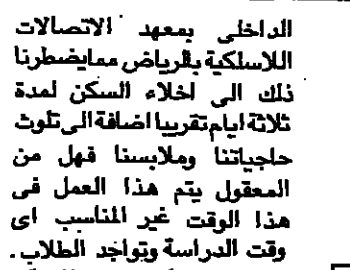 الداخلى بمعهد الاتصالات
اللاسلكية بالرياض ممايضطرنا
ذلك الى اخلاء السكن لمدة
ثلاثة ايام تقريبا اضافة الى تلوث
حاجياتنا وملابسنا فهل من
المعقول يتم هذا العمل فى
هذا الوقت غير المناسب اى
وقت الدراسة وتواجد الطلاب.